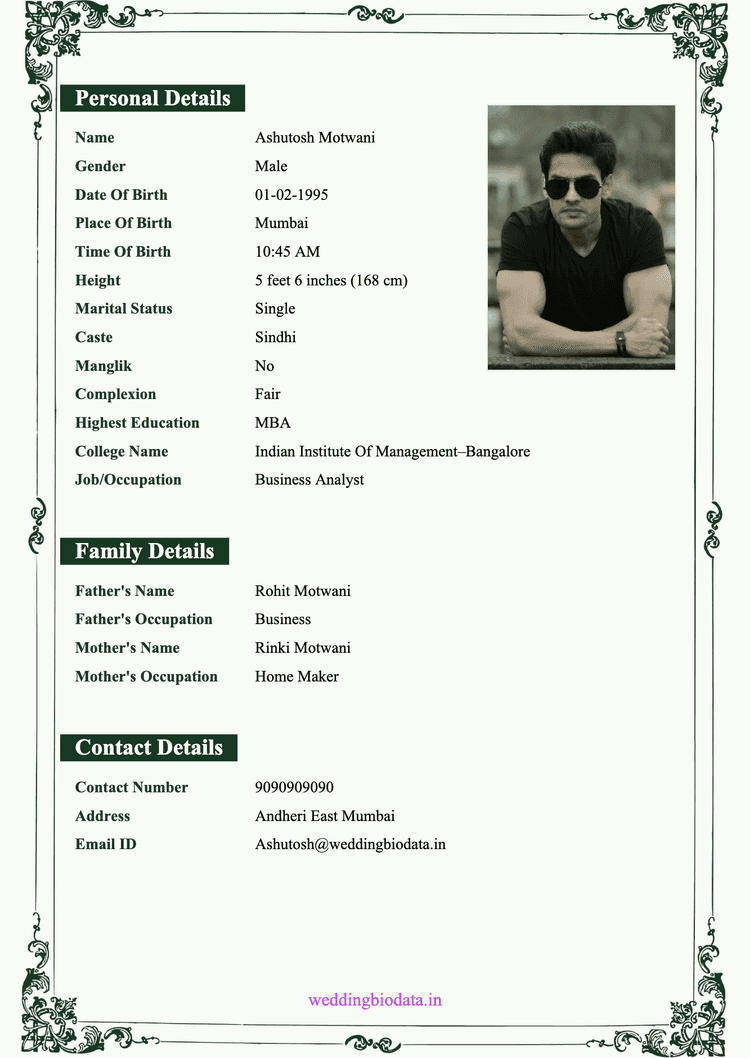 Personal Details
Name Ashutosh Motwani
Gender Male
Date Of Birth 01-02-1995
Place Of Birth Mumbai
Time Of Birth 10:45 AM
Height 5 feet 6 inches (168 cm)
Marital Status Single
Caste Sindhi
Manglik No
Complexion Fair
Highest Education MBA
College Name Indian Institute Of Management–Bangalore
Job/Occupation Business Analyst
Family Details
Father's Name Rohit Motwani
Father's Occupation Business
Mother's Name Rinki Motwani
Mother's Occupation Home Maker
Contact Details
Contact Number 9090909090
Address Andheri East Mumbai
Email ID Ashutosh@weddingbiodata.in
weddingbiodata.in